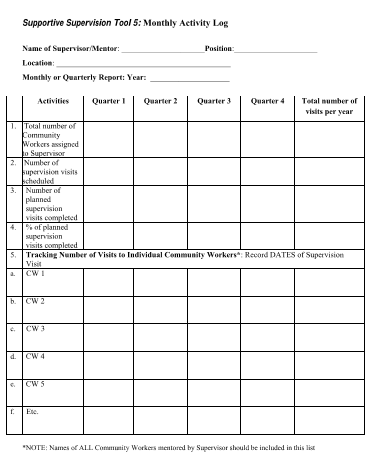 Supportive Supervision Tool 5: Monthly Activity Log
Name of Supervisor/Mentor: ____________________ Position:_____________________
Location: ____________________________________________
Monthly or Quarterly Report: Year: ____________________
Activities Quarter 1 Quarter 2 Quarter 3 Quarter 4 Total number of
visits per year
1. Total number of
Community
Workers assigned
to Supervisor
2. Number of
supervision visits
scheduled
3. Number of
planned
supervision
visits completed
4. % of planned
supervision
visits completed
5. Tracking Number of Visits to Individual Community Workers*: Record DATES of Supervision
Visit
a. CW 1
b. CW 2
c. CW 3
d. CW 4
e. CW 5
f. Etc.
*NOTE: Names of ALL Community Workers mentored by Supervisor should be included in this list